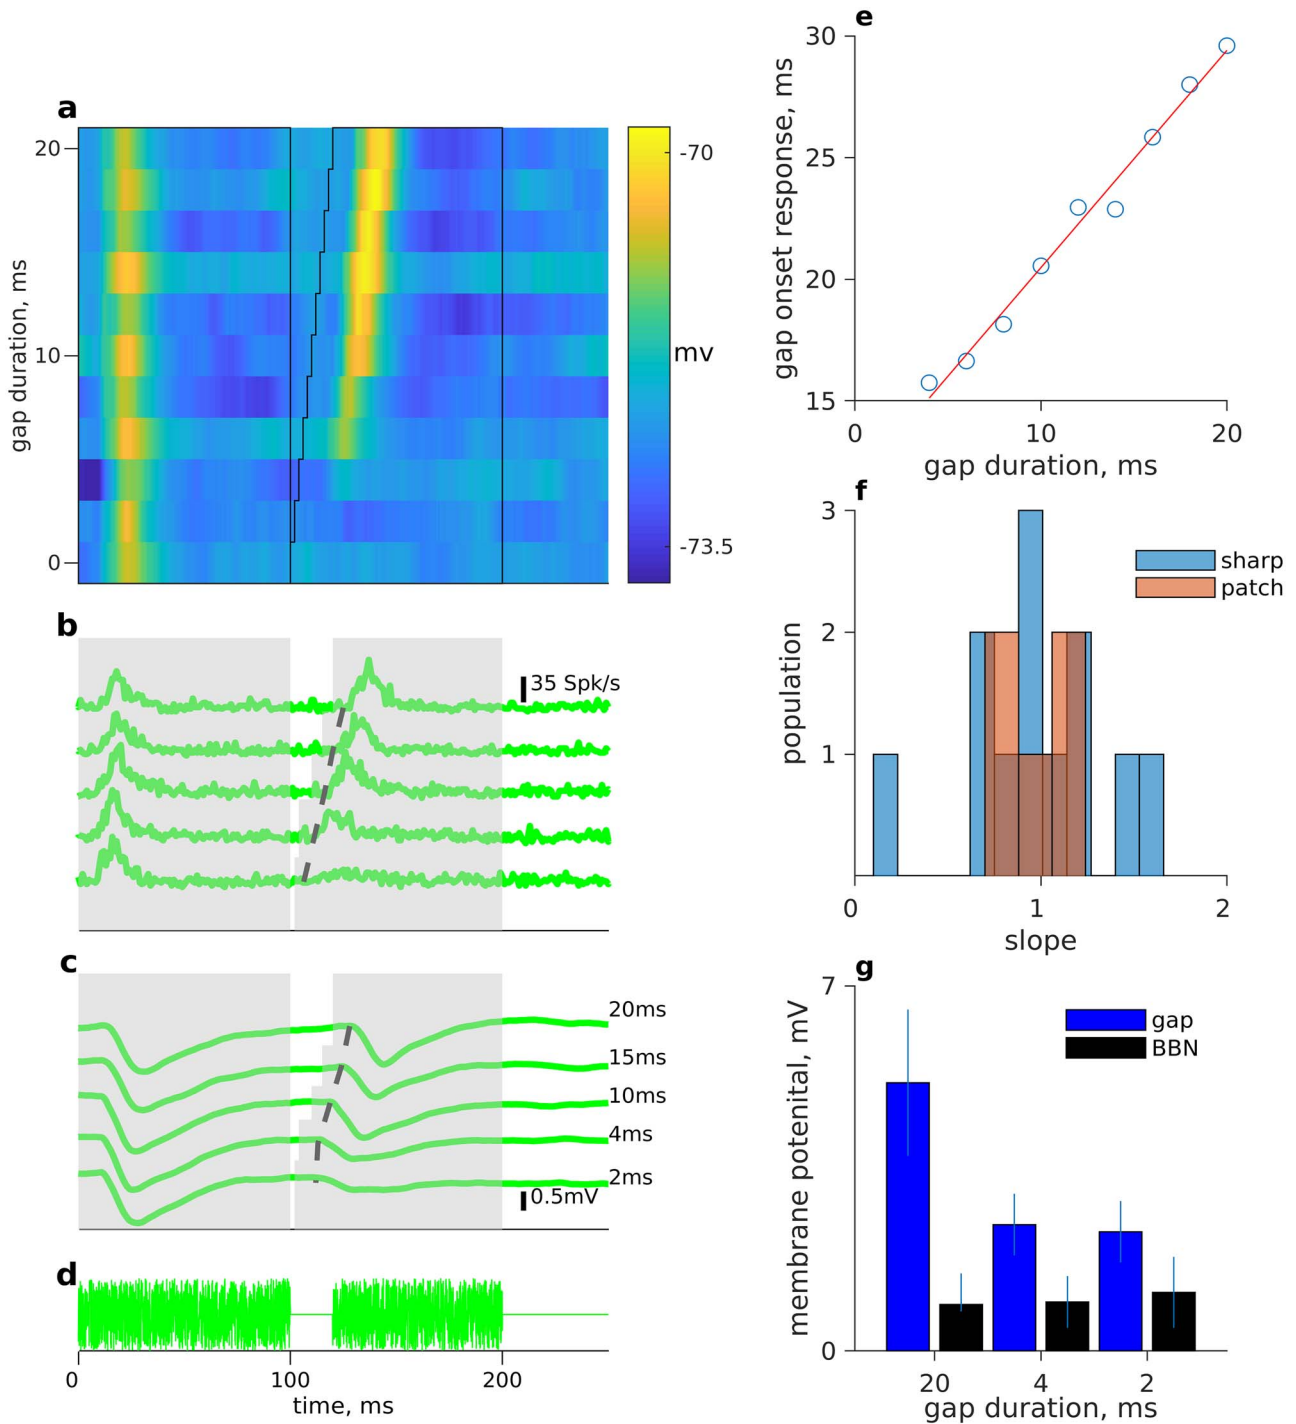 a
20
10
0
gap duration, ms
-70
mv
-73.5
b
35 Spk/s
c
20ms
15ms
10ms
4ms
2ms
0.5mV
d
0
100
200
time, ms
e
30
25
20
15
gap onset response, ms
0
10
20
gap duration, ms
f
3
2
1
population
sharp
patch
0
1
2
slope
g
7
0
membrane potenital, mV
gap
BBN
20
4
2
gap duration, ms